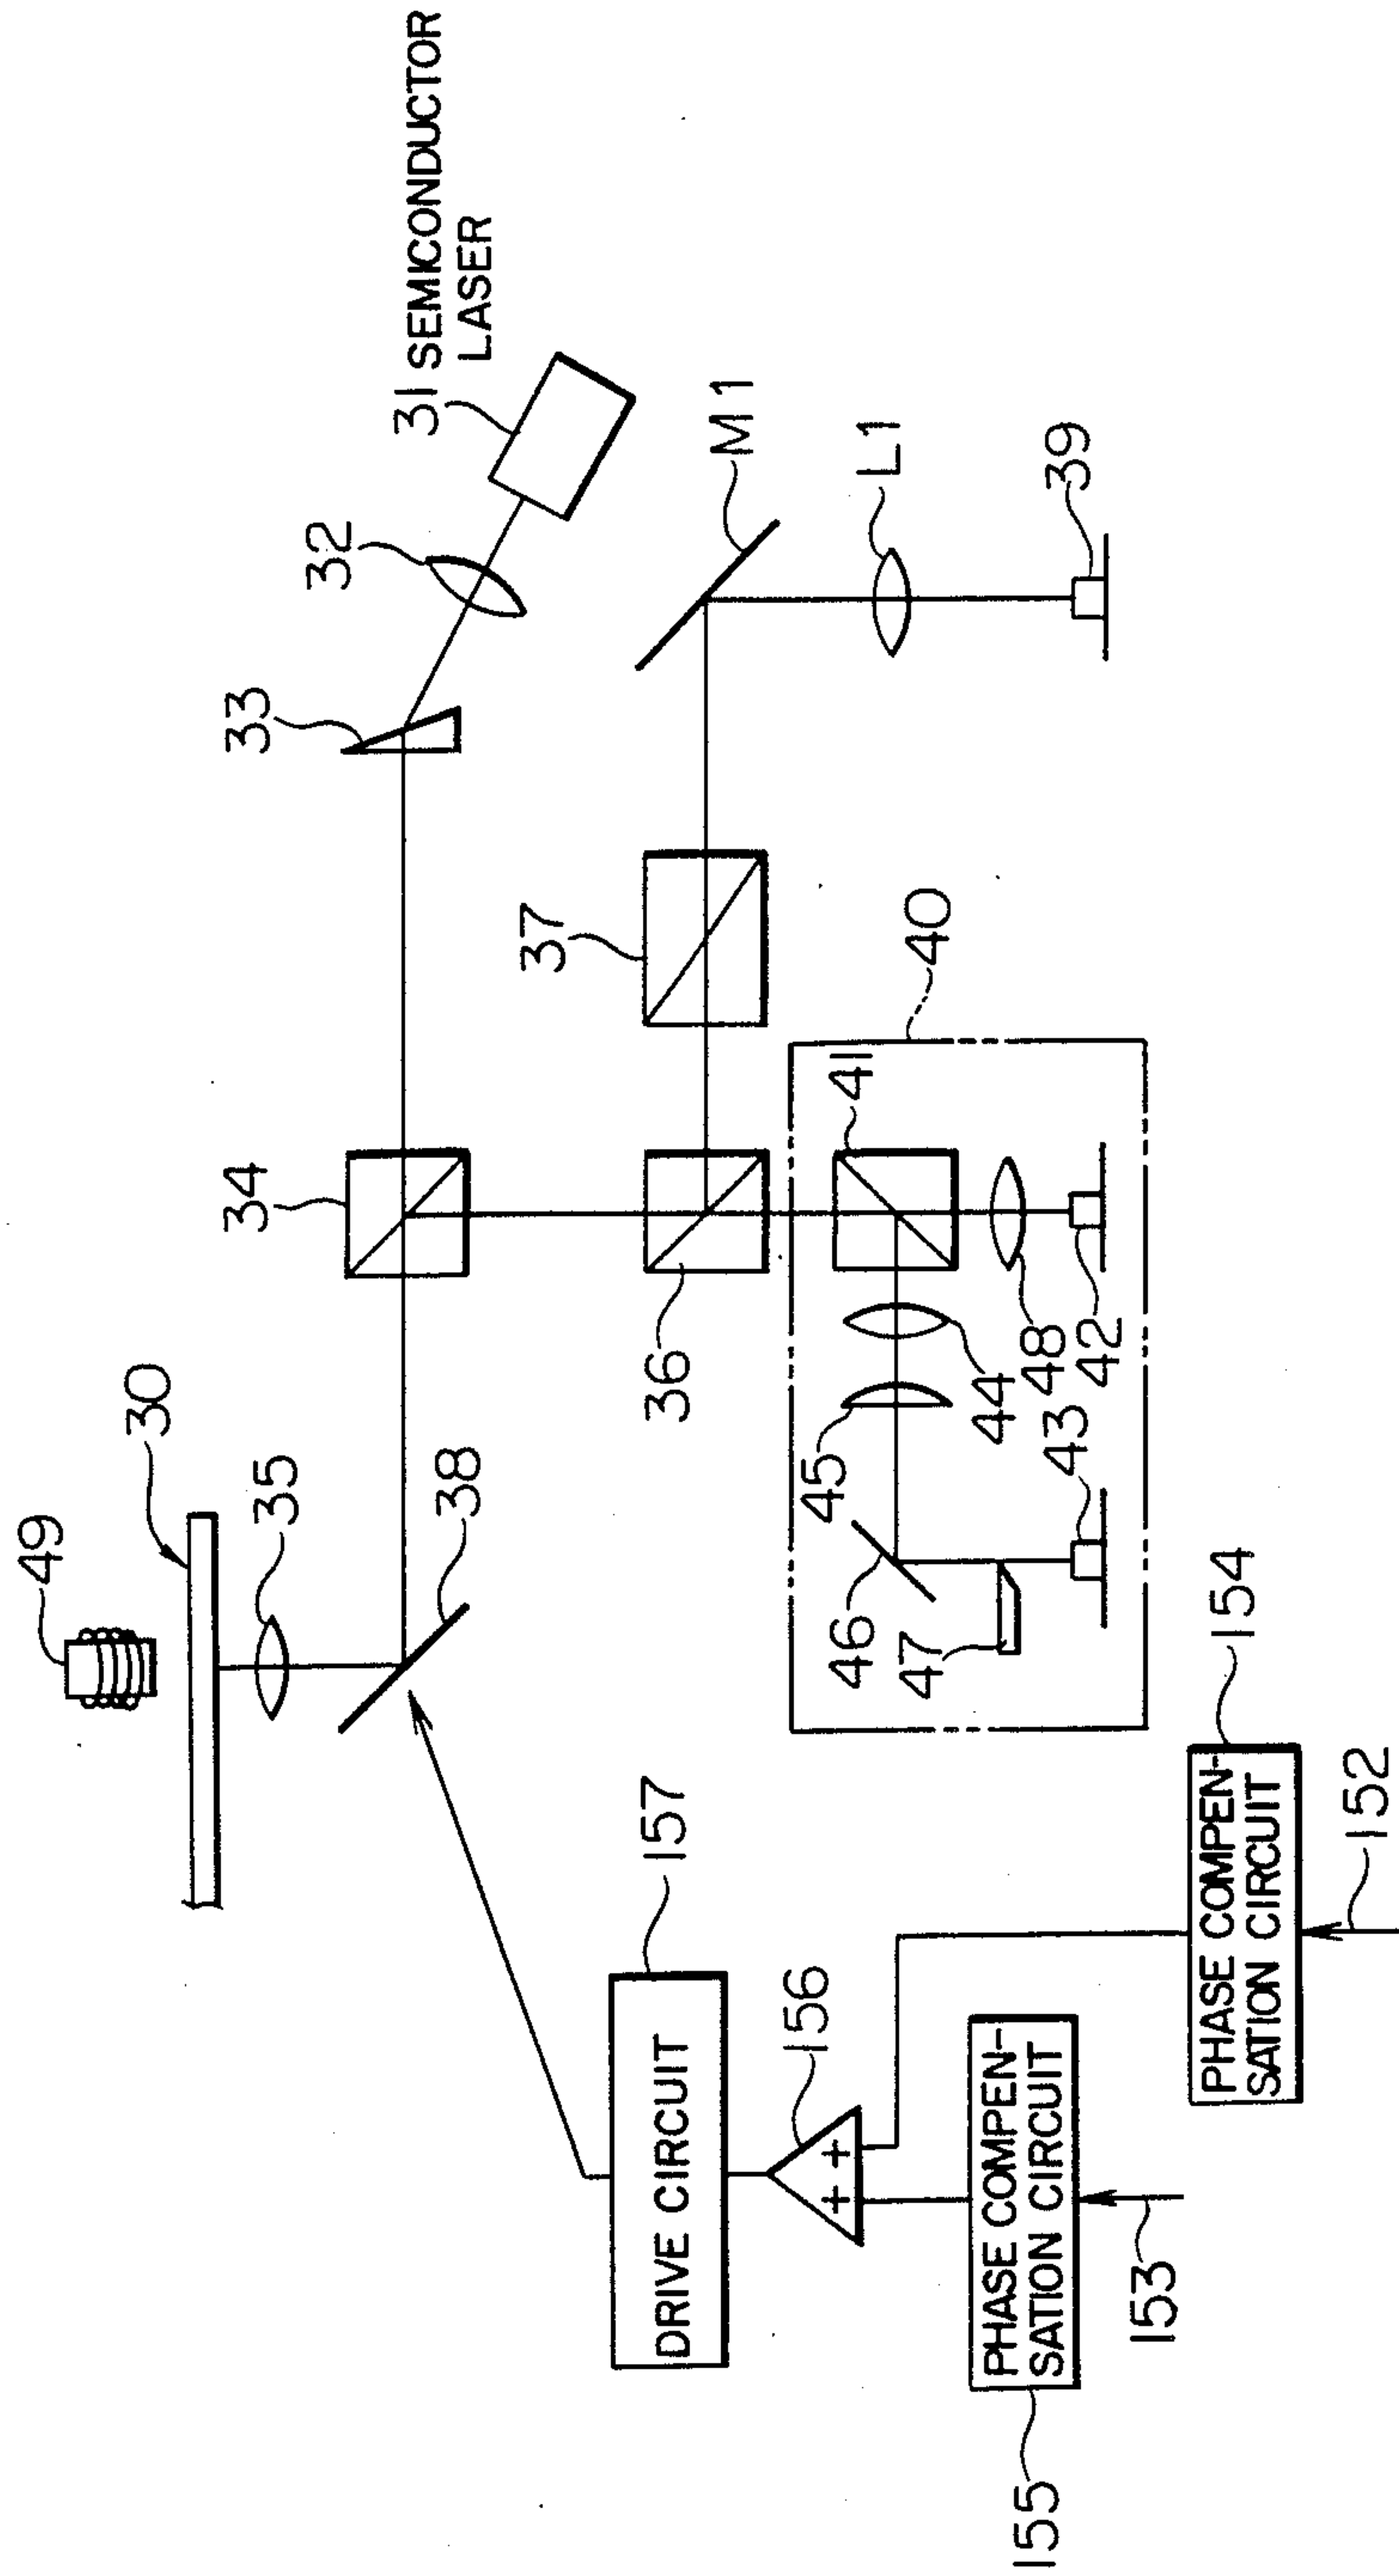 49
30
35
38
34
33
32
31 SEMICONDUCTOR
LASER
157
DRIVE CIRCUIT
156
+ +
36
37
M1
L1
39
40
41
45
44
46
47
48
43
42
155
PHASE COMPEN-
SATION CIRCUIT
153
154
PHASE COMPEN-
SATION CIRCUIT
152